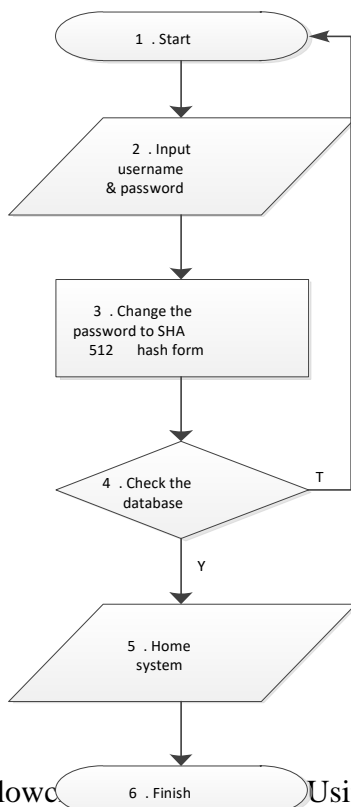 1 . Start
2 . Input
username
& password
3 . Change the
password to SHA
512 hash form
4 . Check the
database
T
Y
5 . Home
system
6 . Finish